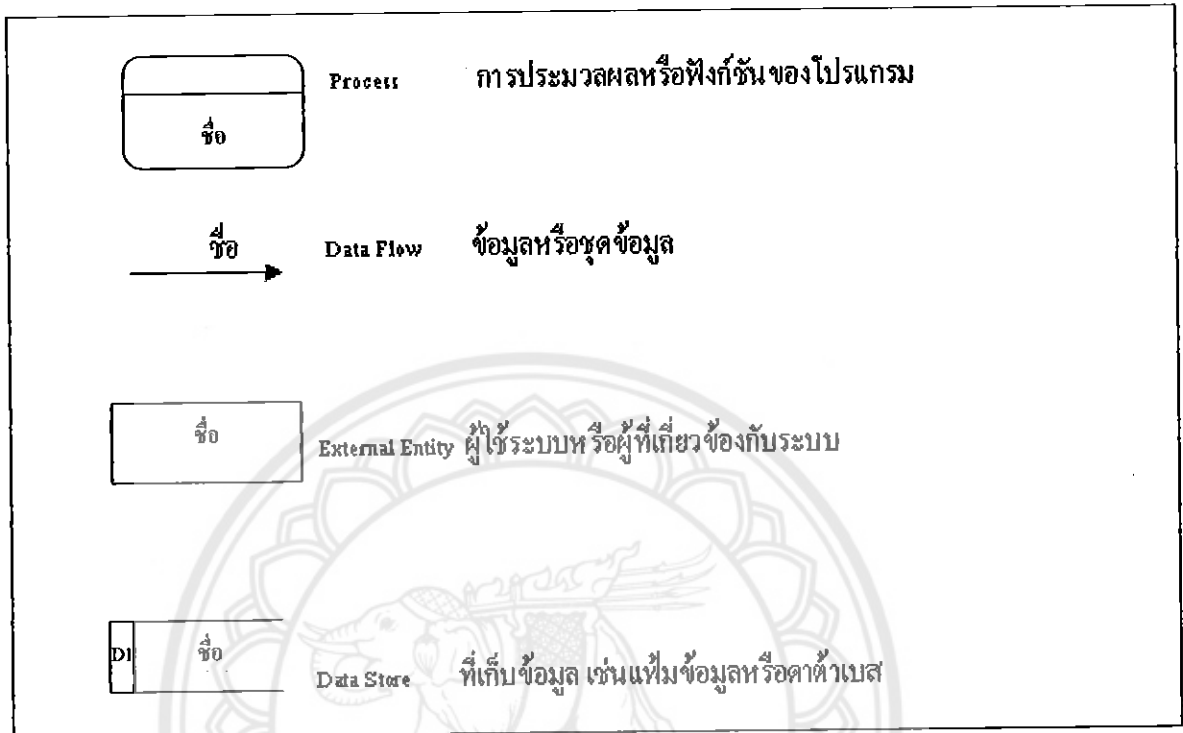 Process การประมวลผลหรือฟังก์ชันของโปรแกรม
ชื่อ
ชื่อ Data Flow ข้อมูลหรือชุดข้อมูล
ชื่อ
External Entity ผู้ใช้ระบบหรือผู้ที่เกี่ยวข้องกับระบบ
D1 ชื่อ
Data Store ที่เก็บข้อมูล เช่นแฟ้มข้อมูลหรือดาต้าเบส